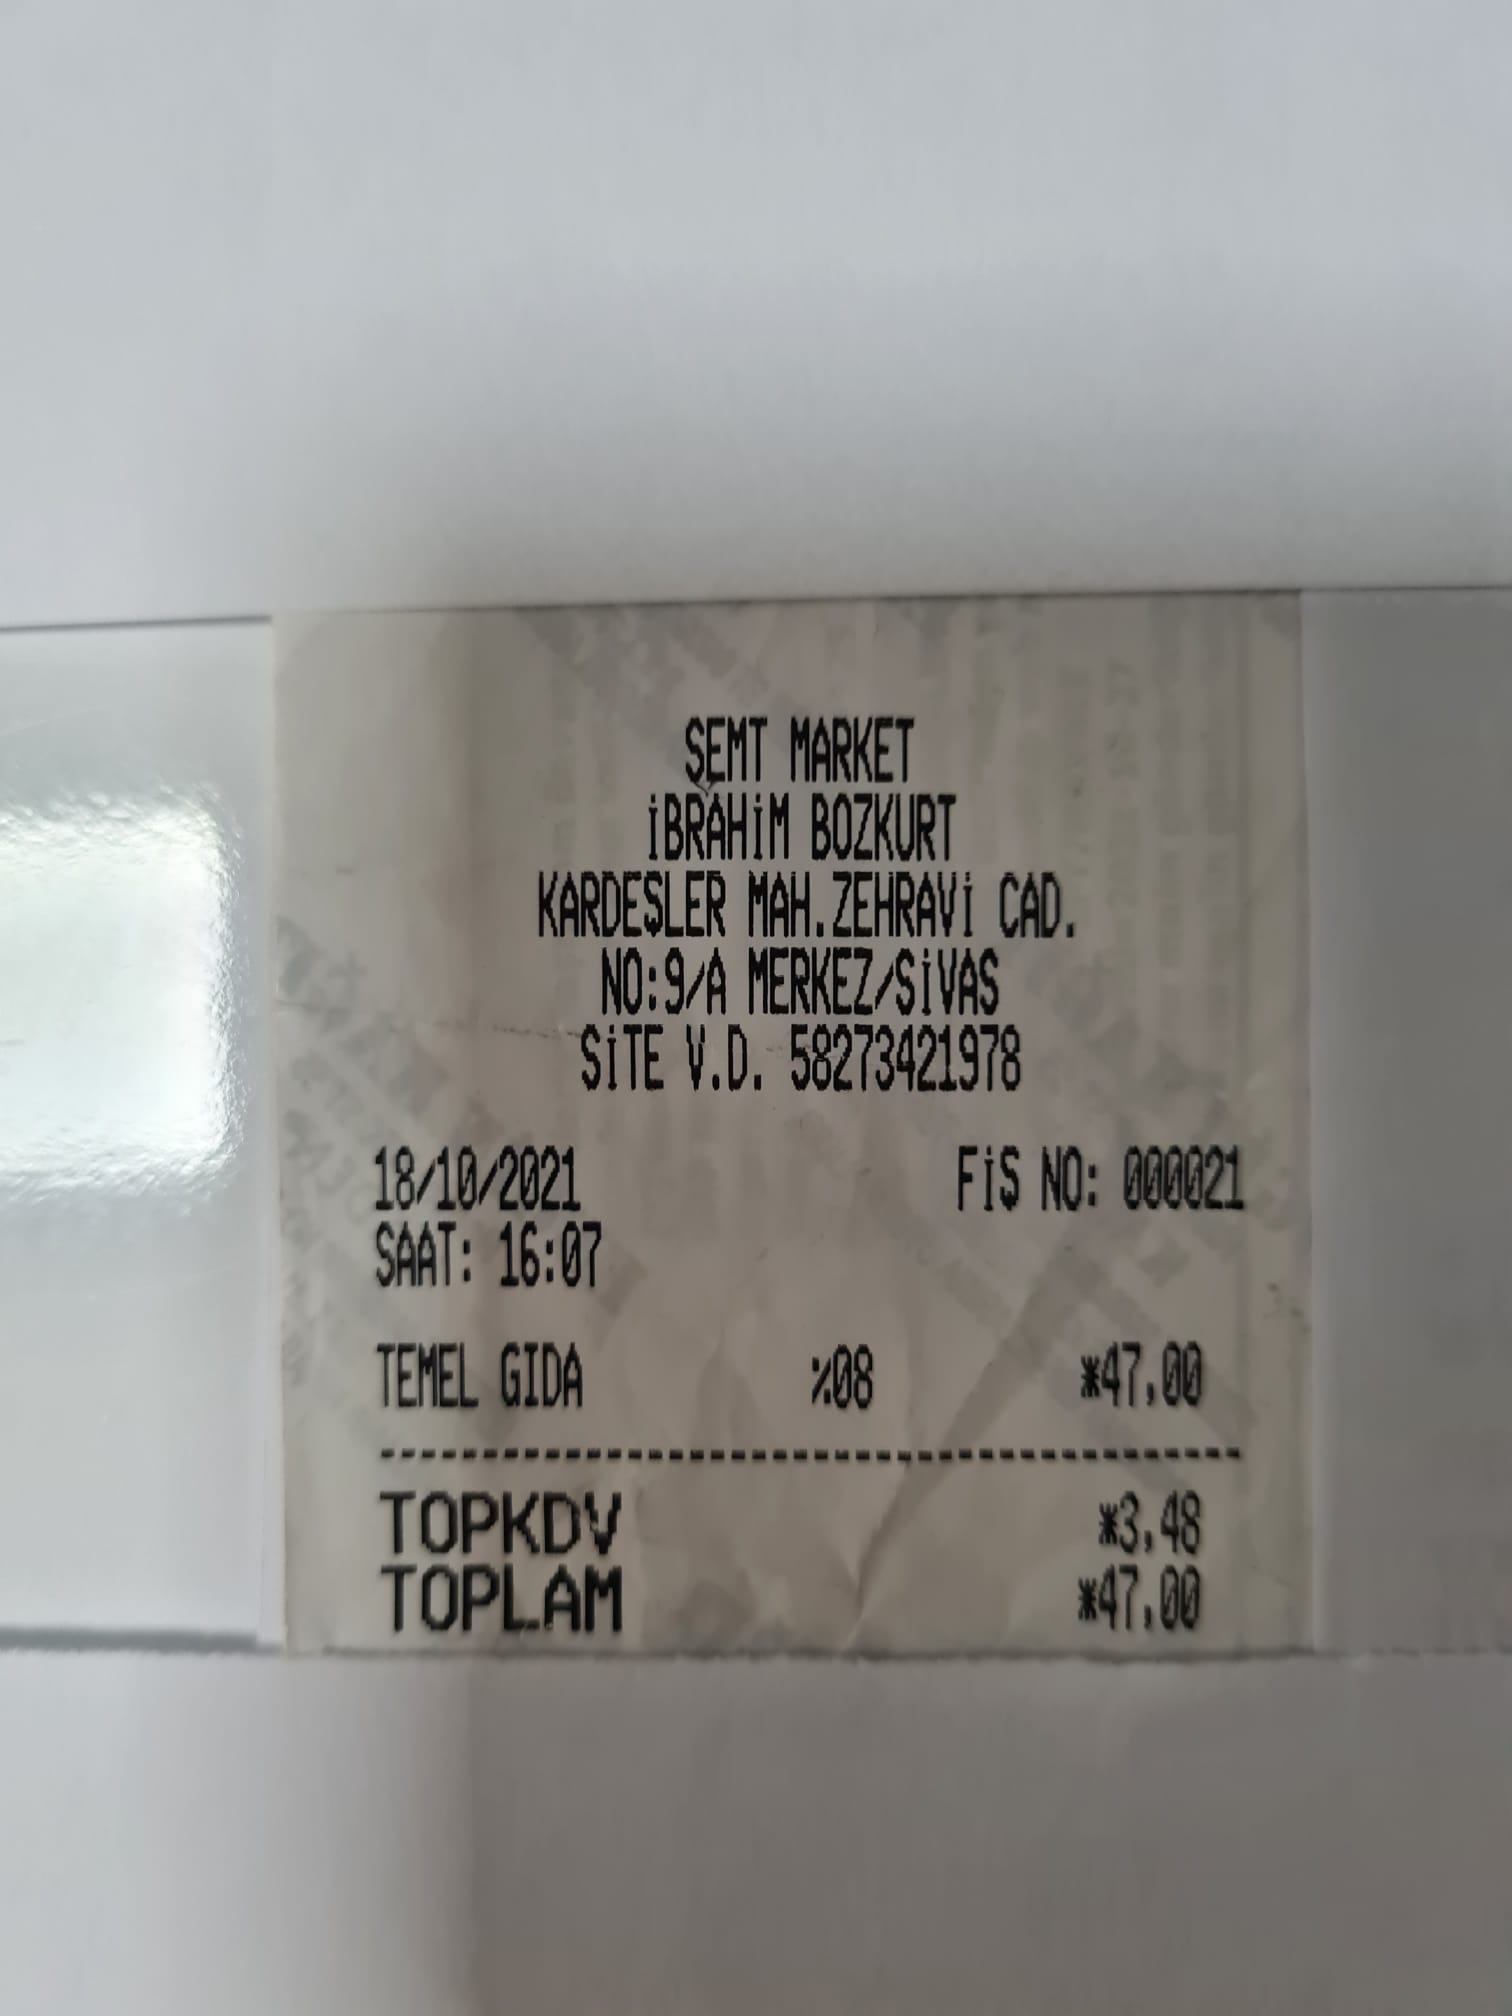 SEMT MARKET
İBRAHİM BOZKURT
KARDEŞLER MAH.ZEHRAVİ CAD.
NO:9/A MERKEZ/SİVAS
SİTE V.D. 58273421978
18/10/2021 FİŞ NO: 000021
SAAT: 16:07
TEMEL GIDA %08 *47,00
------------------------------------------
TOPKDV *3,48
TOPLAM *47,00